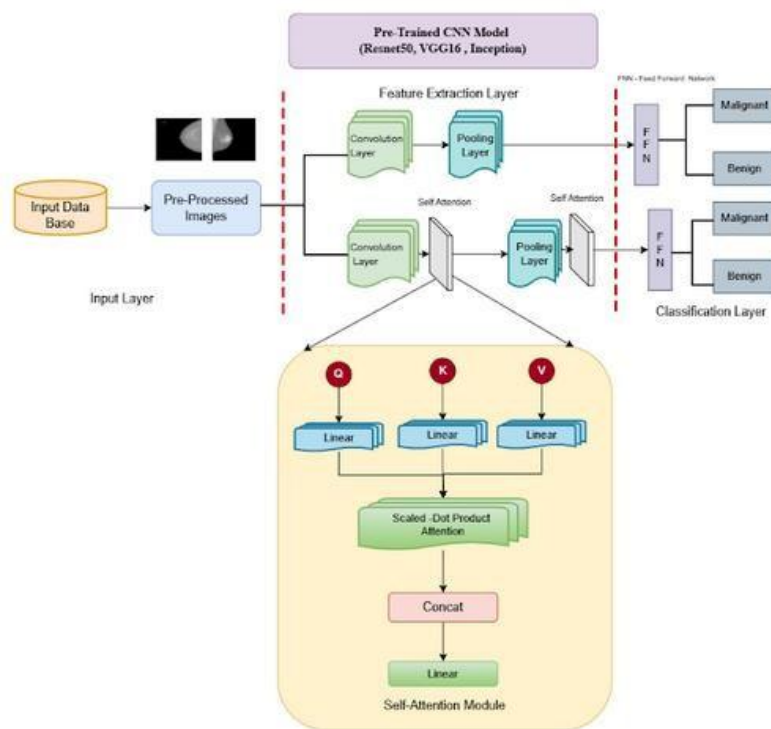 Pre-Trained CNN Model
(Resnet50, VGG16 , Inception)
Feature Extraction Layer
FNN - Feed Forward Network
Convolution
Layer
Pooling
Layer
F
F
N
Malignant
Benign
Input Data
Base
Pre-Processed
Images
Self Attention
Self Attention
Convolution
Layer
Pooling
Layer
F
F
N
Malignant
Benign
Input Layer
Classification Layer
Q
K
V
Linear
Linear
Linear
Scaled -Dot Product
Attention
Concat
Linear
Self-Attention Module